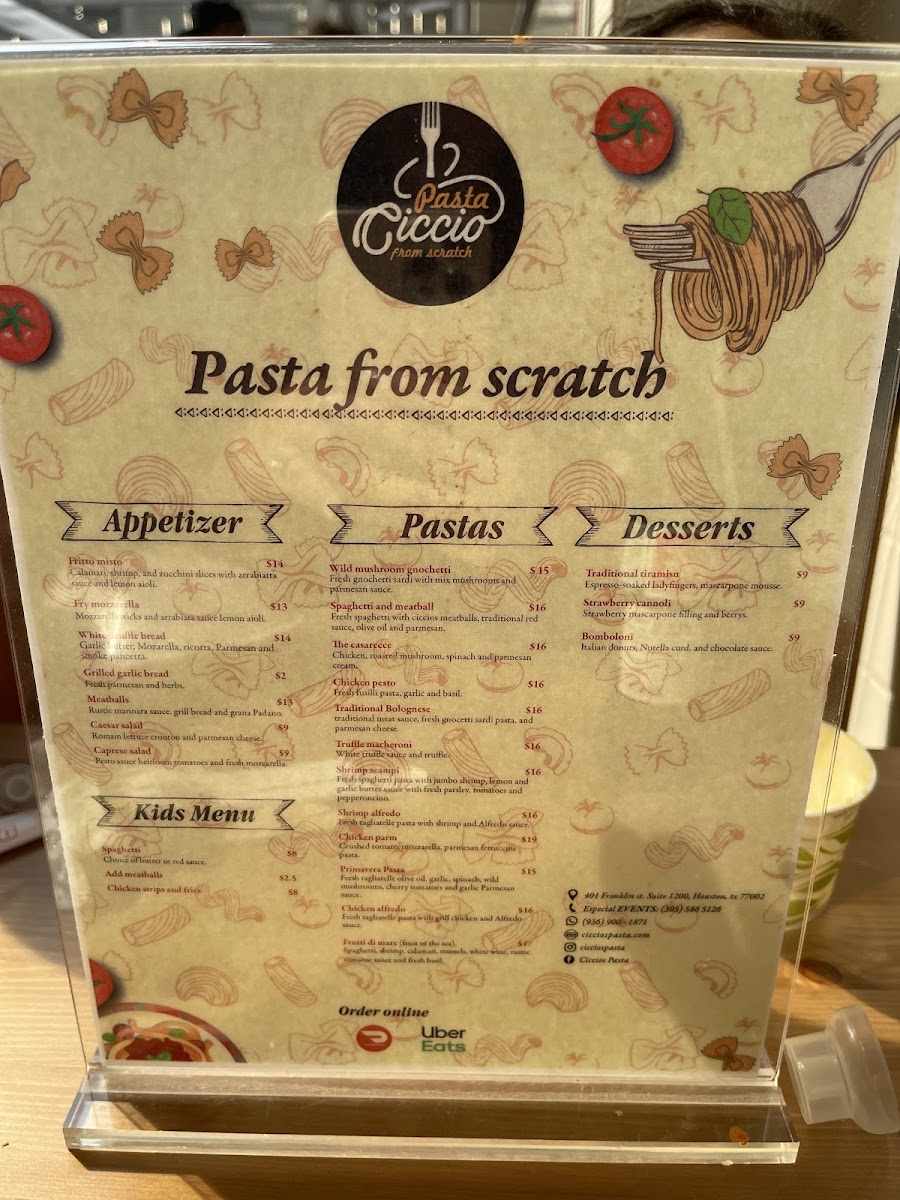 Pasta
Ciccio
from scratch
Pasta from scratch
Appetizer
Fritto misto $14
Calamari, shrimp, and zucchini slices with arrabiatta
sauce and lemon aioli.
Fry mozzarella $13
Mozzarella sticks and arrabiata sauce lemon aioli.
White truffle bread $14
Garlic butter, Mozarella, ricotta, Parmesan and
smoke pancetta.
Grilled garlic bread $2
Fresh parmesan and herbs.
Meatballs $13
Rustic marinara sauce, grill bread and grana Padano.
Caesar salad $9
Romain lettuce crouton and parmesan cheese.
Caprese salad $9
Pesto sauce heirloom tomatoes and fresh mozzarella.
Kids Menu
Spaghetti $8
Choice of butter or red sauce.
Add meatballs $2.5
Chicken strips and fries $8
Pastas
Wild mushroom gnochetti $ 15
Fresh gnochetti sardi with mix mushrooms and
parmesan sauce.
Spaghetti and meatball $16
Fresh spaghetti with ciccios meatballs, traditional red
sauce, olive oil and parmesan.
The casarecce $16
Chicken, roasted mushroom, spinach and parmesan
cream.
Chicken pesto $16
Fresh fusilli pasta, garlic and basil.
Traditional Bolognese $16
traditional meat sauce, fresh gnocetti sardi pasta, and
parmesan cheese.
Truffle macheroni $16
White truffle sauce and truffle.
Shrimp scampi $16
Fresh spaghetti pasta with jumbo shrimp, lemon and
garlic butter sauce with fresh parsley, tomatoes and
pepperoncino.
Shrimp alfredo $16
Fresh tagliatelle pasta with shrimp and Alfredo sauce.
Chicken parm $19
Crushed tomato, mozzarella, parmesan fettuccine
pasta.
Primavera Pasta $15
Fresh tagliatelle olive oil, garlic, spinach, wild
mushrooms, cherry tomatoes and garlic Parmesan
sauce.
Chicken alfredo $16
Fresh tagliatele pasta with grill chicken and Alfredo
sauce.
Frutti di mare (fruit of the sea).
Spaghetti, shrimp, calamari, mussels, white wine, rustic
tomatoe sauce and fresh basil.
Order online
Uber
Eats
Desserts
Traditional tiramisu $9
Espresso-soaked ladyfingers, mascarpone mousse.
Strawberry cannoli $9
Strawberry mascarpone filling and berrys.
Bomboloni $9
Italian donuts, Nutella curd, and chocolate sauce.
401 Franklin st. Suite 1200, Houston, tx 77002
Especial EVENTS: (305) 586 5126
(936) 900 - 1871
cicciospasta.com
cicciospasta
Ciccios Pasta